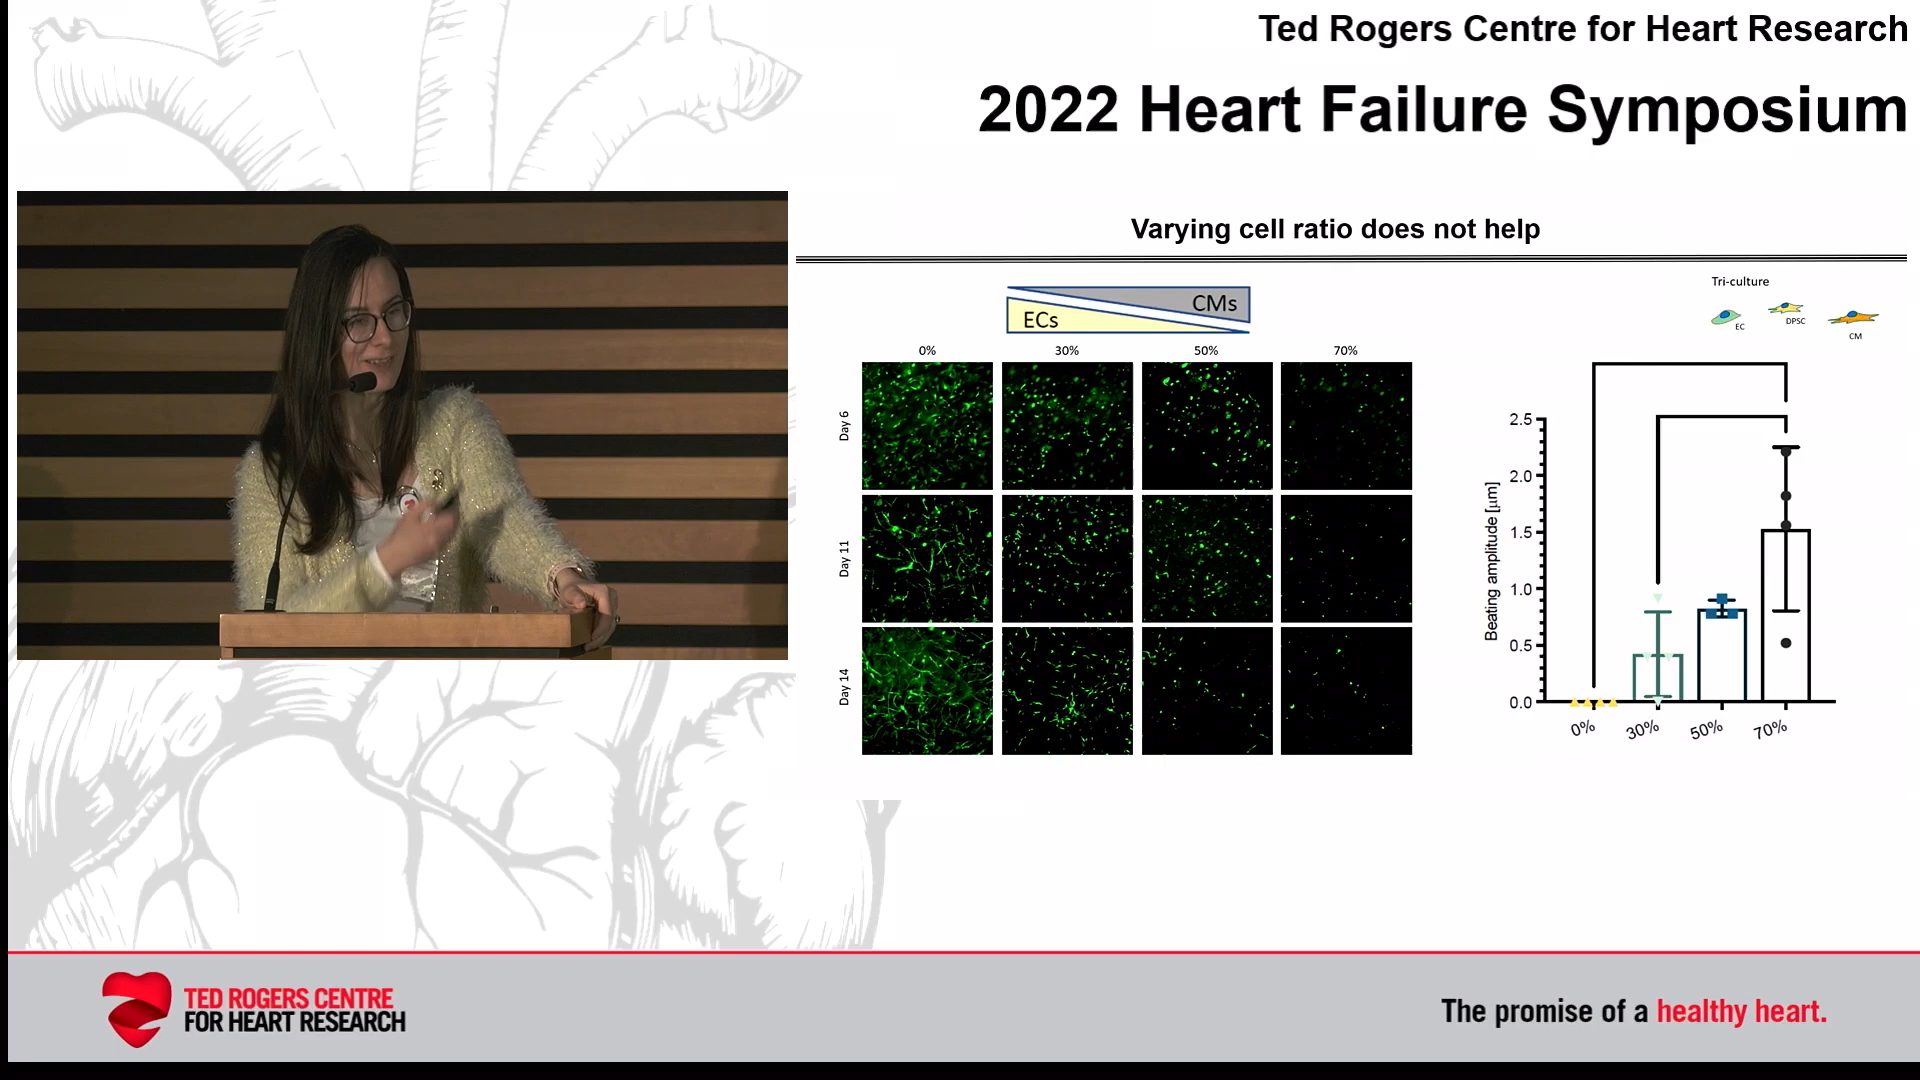 Ted Rogers Centre for Heart Research
2022 Heart Failure Symposium
Varying cell ratio does not help
CMs
ECs
0% 30% 50% 70%
Day 6
Day 11
Day 14
Tri-culture
EC
DPSC
CM
Beating amplitude [µm]
2.5
2.0
1.5
1.0
0.5
0.0
0% 30% 50% 70%
TED ROGERS CENTRE
FOR HEART RESEARCH
The promise of a healthy heart.